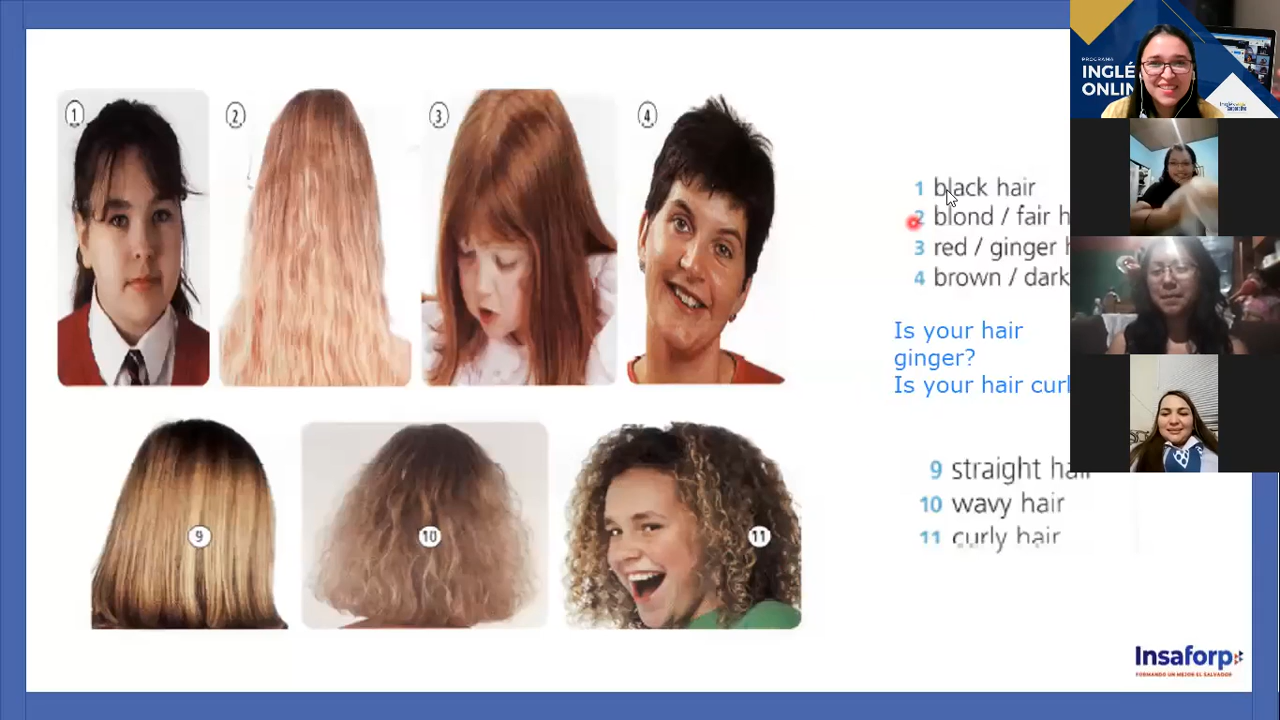 1
2
3
4
1 black hair
2 blond / fair h
3 red / ginger
4 brown / dark
Is your hair
ginger?
Is your hair curl
9
10
11
9 straight hair
10 wavy hair
11 curly hair
PROGRAMA
INGLÉ
ONLIN
Insaforp
FORMANDO UN MEJOR EL SALVADOR